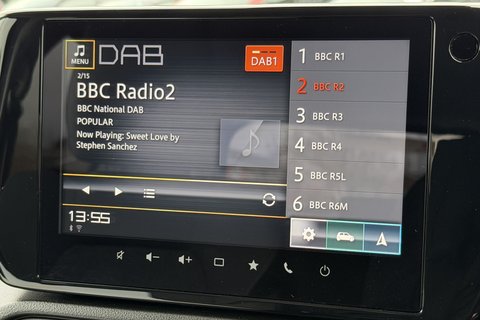 MENU
DAB
DAB1
2/15
BBC Radio2
BBC National DAB
POPULAR
Now Playing: Sweet Love by
Stephen Sanchez
13:55
1 BBC R1
2 BBC R2
3 BBC R3
4 BBC R4
5 BBC R5L
6 BBC R6M